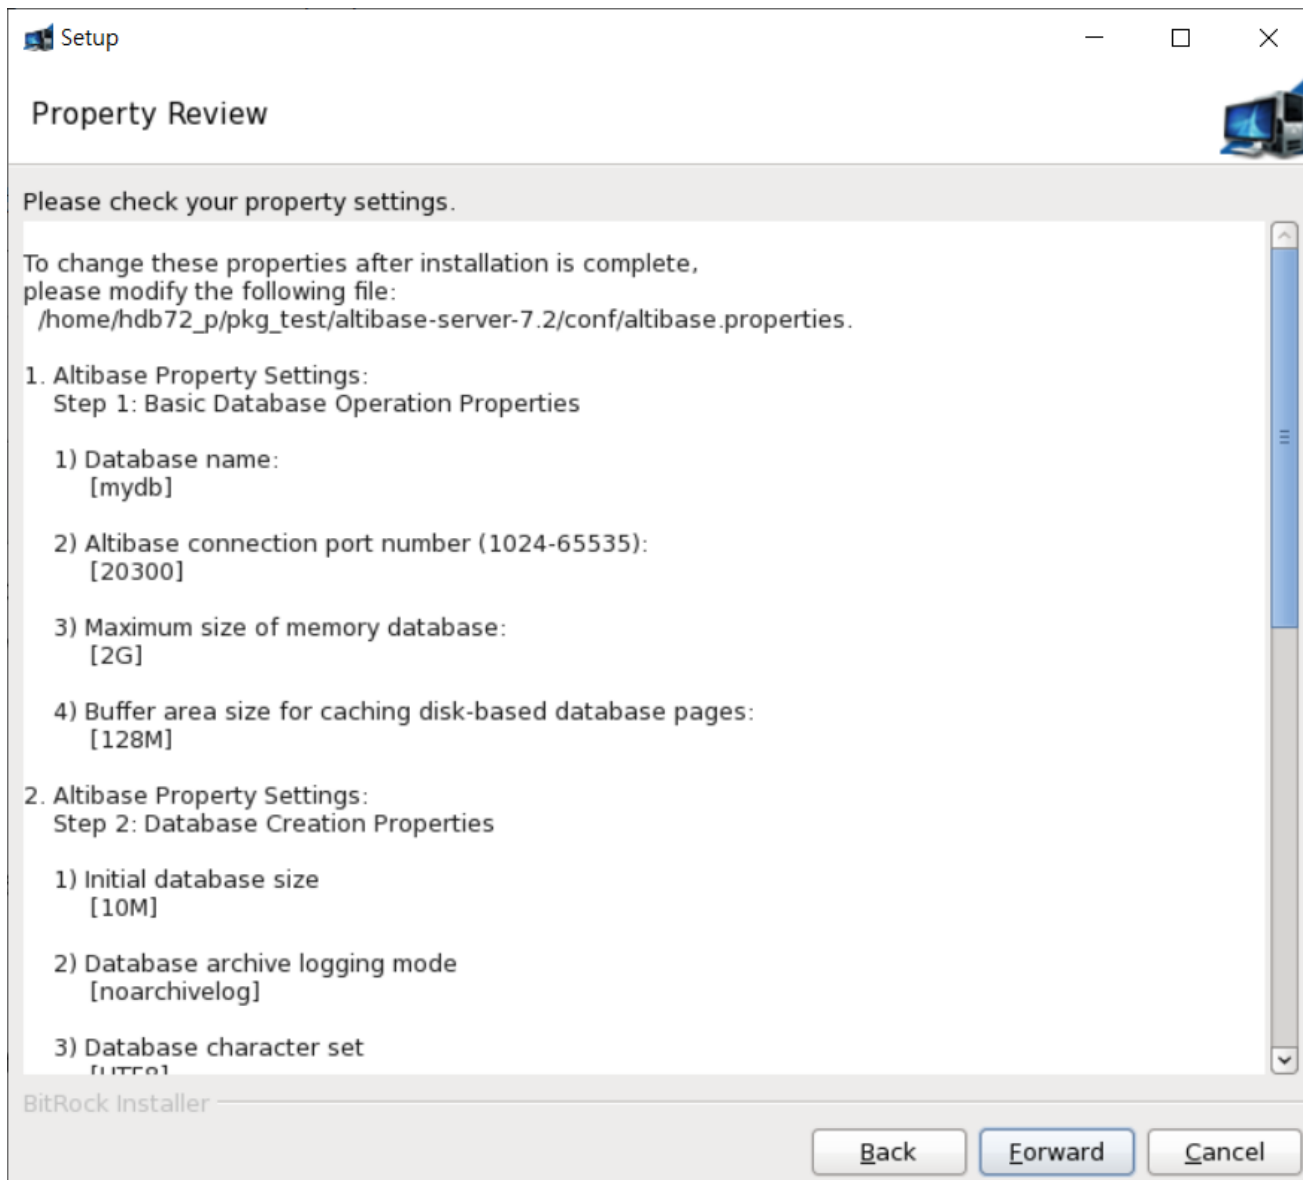 Setup
Property Review
Please check your property settings.
To change these properties after installation is complete,
please modify the following file:
/home/hdb72_p/pkg_test/altibase-server-7.2/conf/altibase.properties.
1. Altibase Property Settings:
Step 1: Basic Database Operation Properties
1) Database name:
[mydb]
2) Altibase connection port number (1024-65535):
[20300]
3) Maximum size of memory database:
[2G]
4) Buffer area size for caching disk-based database pages:
[128M]
2. Altibase Property Settings:
Step 2: Database Creation Properties
1) Initial database size
[10M]
2) Database archive logging mode
[noarchivelog]
3) Database character set
[UTF8]
BitRock Installer
Back
Forward
Cancel